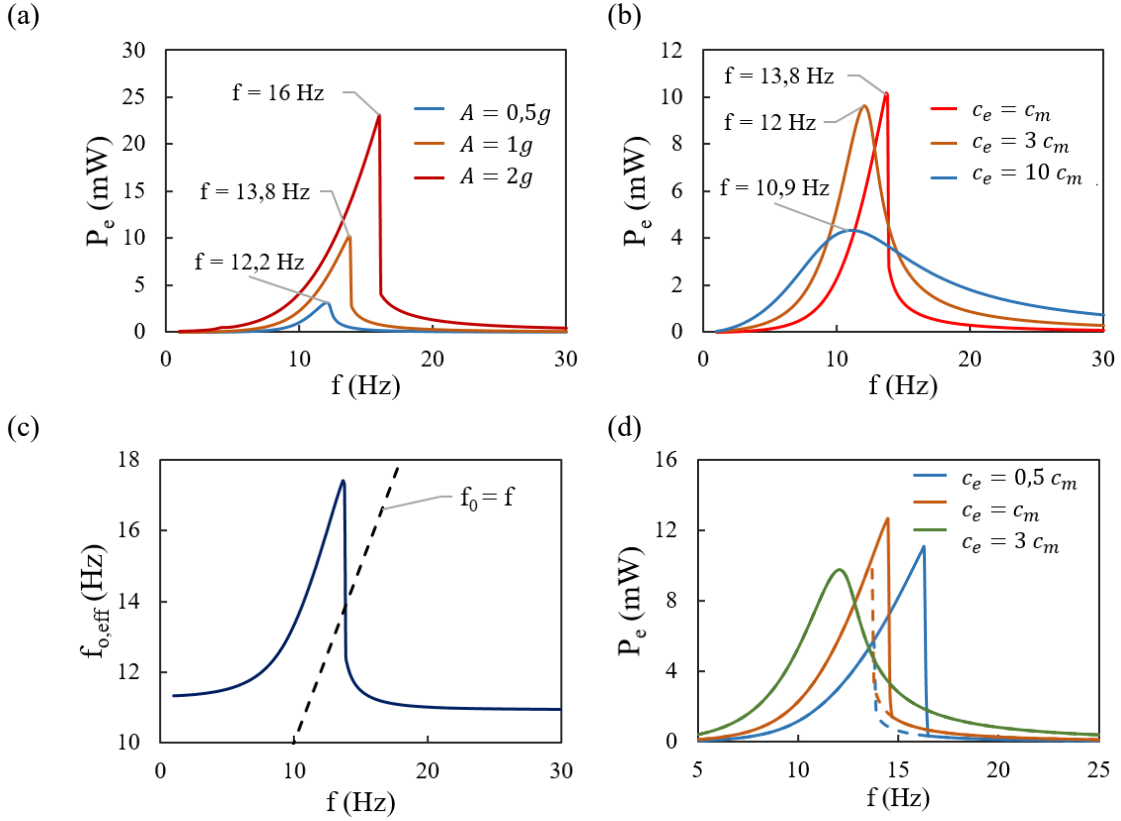 (a)
P_e (mW)
30
25
20
15
10
5
0
f = 16 Hz
f = 13,8 Hz
f = 12,2 Hz
A = 0,5g
A = 1g
A = 2g
0 10 20 30
f (Hz)
(b)
P_e (mW)
12
10
8
6
4
2
0
f = 13,8 Hz
f = 12 Hz
f = 10,9 Hz
c_e = c_m
c_e = 3 c_m
c_e = 10 c_m
0 10 20 30
f (Hz)
(c)
f_{o,eff} (Hz)
18
16
14
12
10
f_0 = f
0 10 20 30
f (Hz)
(d)
P_e (mW)
16
12
8
4
0
c_e = 0,5 c_m
c_e = c_m
c_e = 3 c_m
5 10 15 20 25
f (Hz)